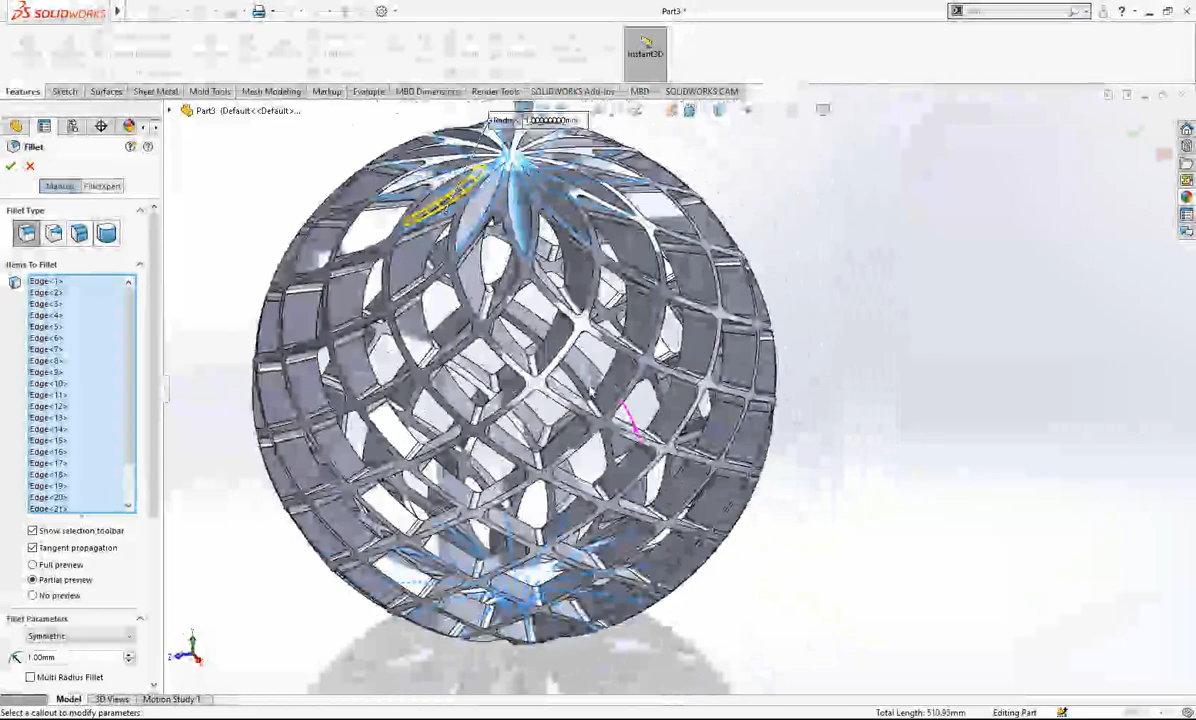 SOLIDWORKS
Part3 *
Instant3D
Features
Sketch
Surfaces
Sheet Metal
Mold Tools
Mesh Modeling
Markup
Evaluate
MBD Dimensions
Render Tools
SOLIDWORKS Add-Ins
MBD
SOLIDWORKS CAM
Part3 (Default<<Default>...
1.00000000mm
Fillet
Manual
FilletXpert
Fillet Type
Items To Fillet
Edge<1>
Edge<2>
Edge<3>
Edge<4>
Edge<5>
Edge<6>
Edge<7>
Edge<8>
Edge<9>
Edge<10>
Edge<11>
Edge<12>
Edge<13>
Edge<14>
Edge<15>
Edge<16>
Edge<17>
Edge<18>
Edge<19>
Edge<20>
Edge<21>
Show selection toolbar
Tangent propagation
Full preview
Partial preview
No preview
Fillet Parameters
Symmetric
1.00mm
Multi Radius Fillet
Model
3D Views
Motion Study 1
Select a callout to modify parameters.
Total Length: 510.93mm
Editing Part